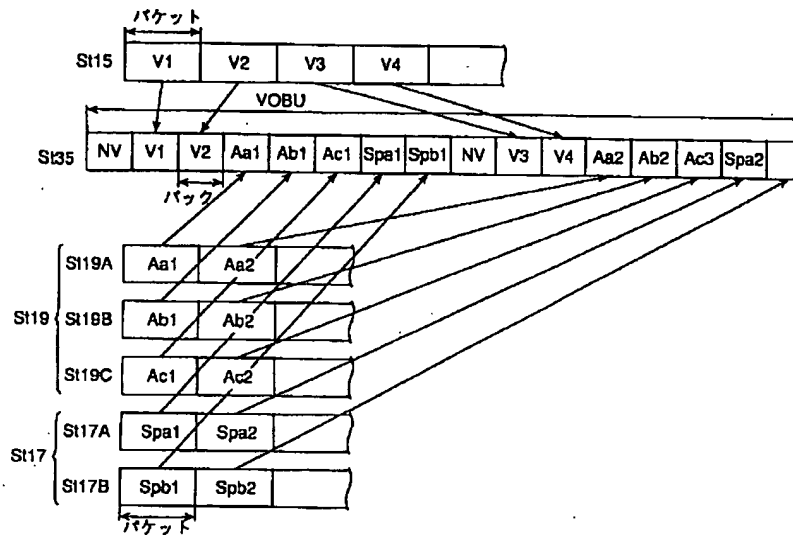 パケット
St15 V1 V2 V3 V4
VOBU
St35 NV V1 V2 Aa1 Ab1 Ac1 Spa1 Spb1 NV V3 V4 Aa2 Ab2 Ac3 Spa2
パック
St19A Aa1 Aa2
St19 St19B Ab1 Ab2
St19C Ac1 Ac2
St17A Spa1 Spa2
St17
St17B Spb1 Spb2
パケット